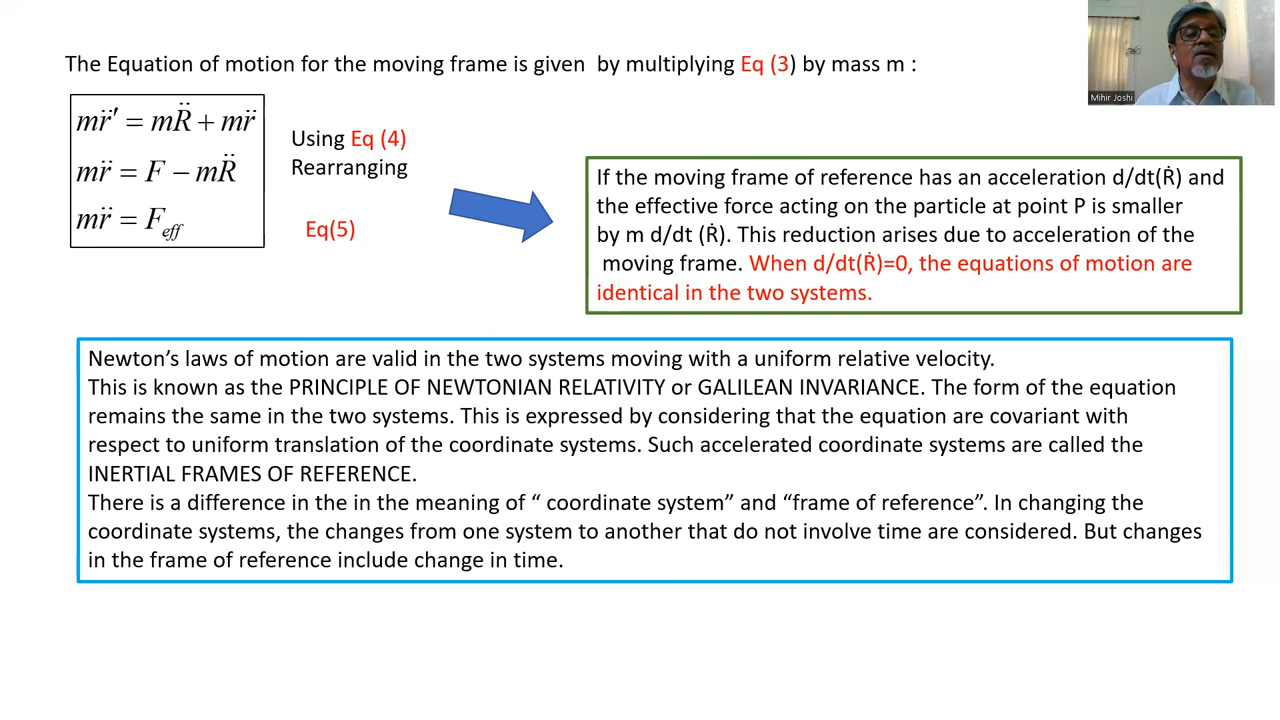 The Equation of motion for the moving frame is given by multiplying Eq (3) by mass m :
Mihir Joshi
mr̈′ = mR̈ + mr̈
mr̈ = F − mR̈
mr̈ = F_eff
Using Eq (4)
Rearranging
Eq(5)
If the moving frame of reference has an acceleration d/dt(Ṙ) and
the effective force acting on the particle at point P is smaller
by m d/dt (Ṙ). This reduction arises due to acceleration of the
moving frame. When d/dt(Ṙ)=0, the equations of motion are
identical in the two systems.
Newton’s laws of motion are valid in the two systems moving with a uniform relative velocity.
This is known as the PRINCIPLE OF NEWTONIAN RELATIVITY or GALILEAN INVARIANCE. The form of the equation
remains the same in the two systems. This is expressed by considering that the equation are covariant with
respect to uniform translation of the coordinate systems. Such accelerated coordinate systems are called the
INERTIAL FRAMES OF REFERENCE.
There is a difference in the in the meaning of “ coordinate system” and “frame of reference”. In changing the
coordinate systems, the changes from one system to another that do not involve time are considered. But changes
in the frame of reference include change in time.